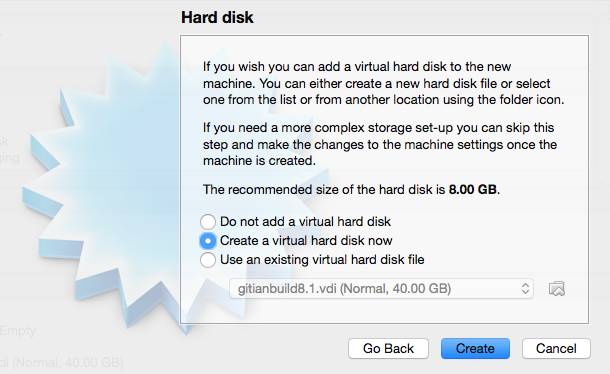 Hard disk
If you wish you can add a virtual hard disk to the new
machine. You can either create a new hard disk file or select
one from the list or from another location using the folder icon.
If you need a more complex storage set-up you can skip this
step and make the changes to the machine settings once the
machine is created.
The recommended size of the hard disk is 8.00 GB.
Do not add a virtual hard disk
Create a virtual hard disk now
Use an existing virtual hard disk file
gitianbuild8.1.vdi (Normal, 40.00 GB)
Empty
di (Normal, 40.00 GB)
Go Back
Create
Cancel